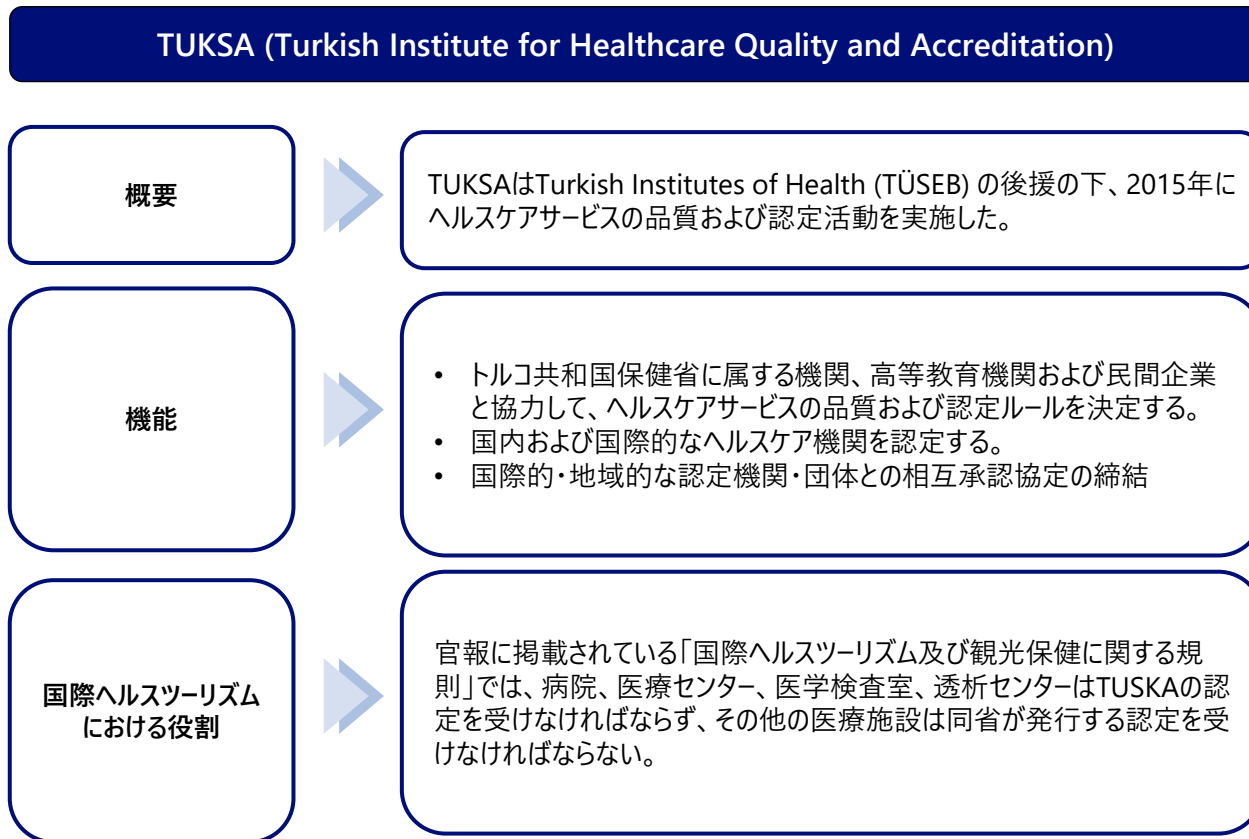 TUKSA (Turkish Institute for Healthcare Quality and Accreditation)
概要
TUKSAはTurkish Institutes of Health (TÜSEB) の後援の下、2015年に
ヘルスケアサービスの品質および認定活動を実施した。
機能
• トルコ共和国保健省に属する機関、高等教育機関および民間企業
と協力して、ヘルスケアサービスの品質および認定ルールを決定する。
• 国内および国際的なヘルスケア機関を認定する。
• 国際的・地域的な認定機関・団体との相互承認協定の締結
国際ヘルスツーリズム
における役割
官報に掲載されている「国際ヘルスツーリズム及び観光保健に関する規
則」では、病院、医療センター、医学検査室、透析センターはTUSKAの認
定を受けなければならず、その他の医療施設は同省が発行する認定を受
けなければならない。